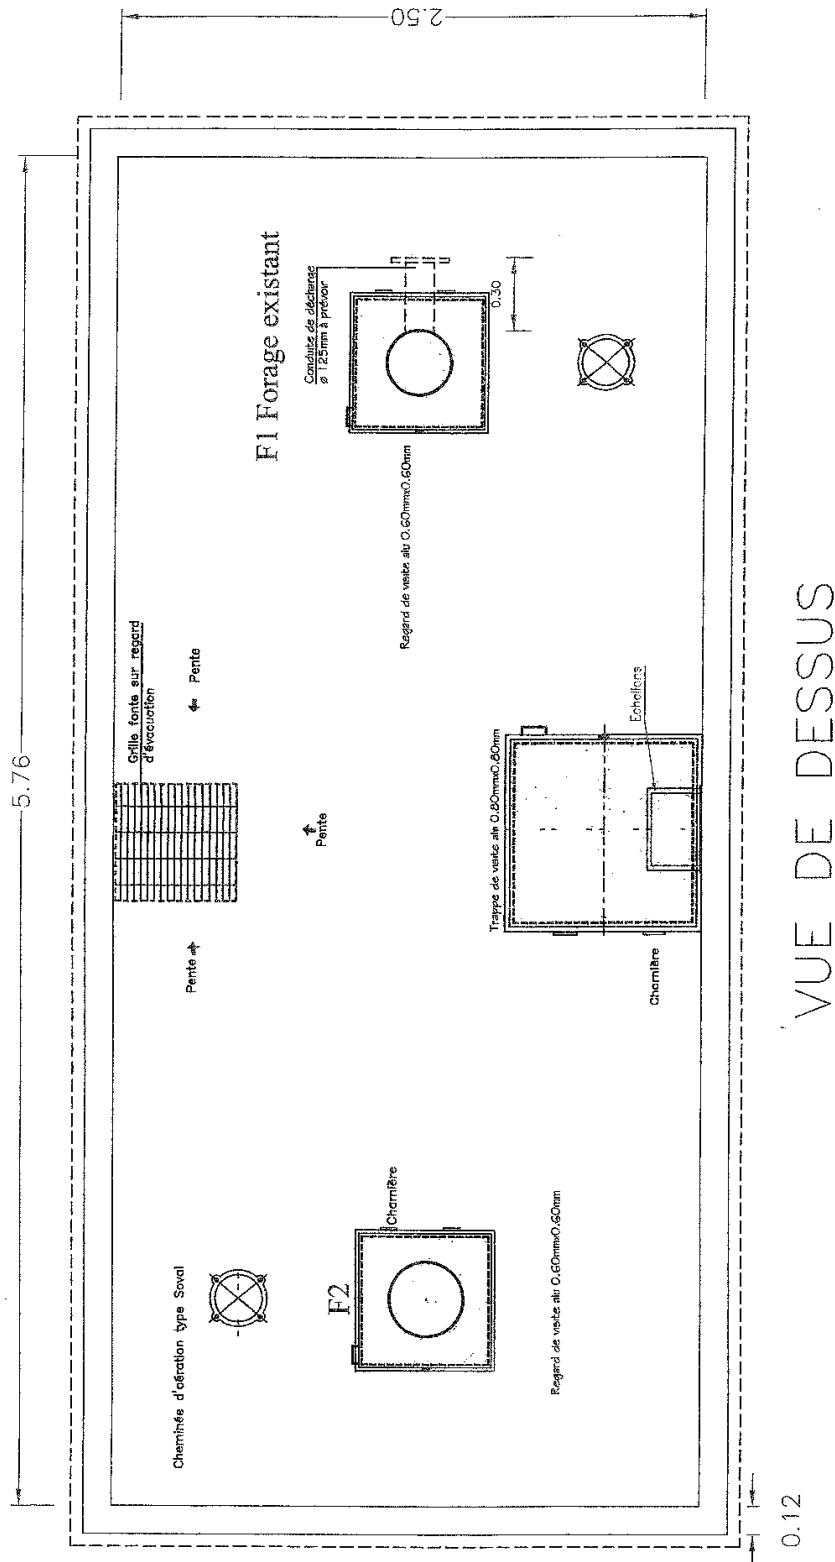 5.76
2.50
Cheminée d'aération type Soval
Pente
Grille fonte sur regard
d'évacuation
Pente
Pente
F1 Forage existant
Conduite de décharge
ø 125mm à prévoir
F2
Charnière
Regard de visite alu 0.60mmx0.60mm
0.30
Trappe de visite alu 0.80mmx0.80mm
Regard de visite alu 0.60mmx0.60mm
Echellons
Charnière
0.12
VUE DE DESSUS